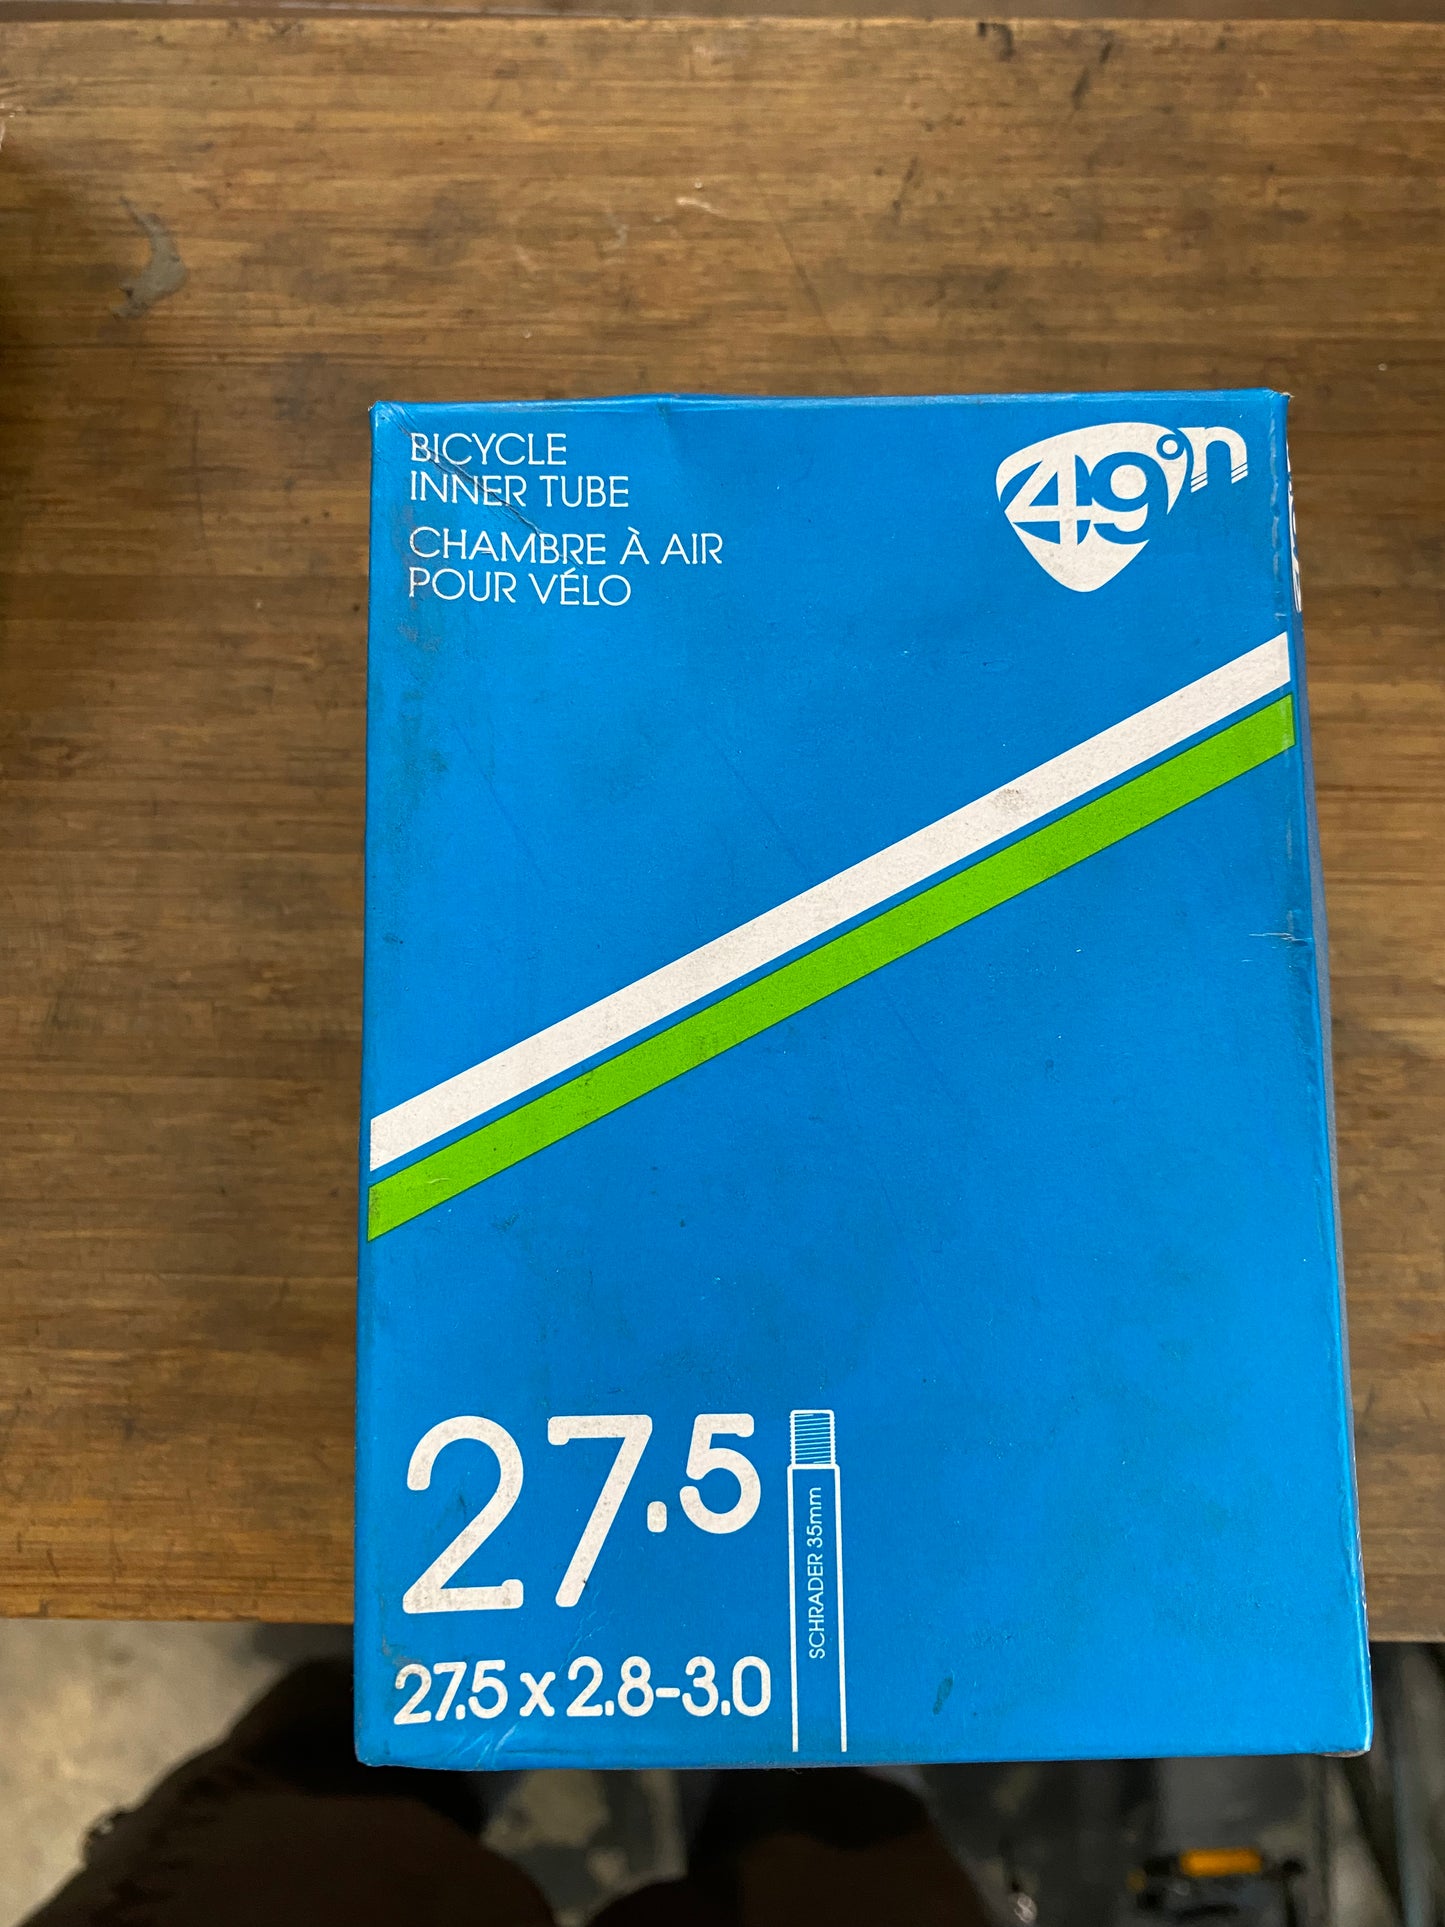 BICYCLE
INNER TUBE
CHAMBRE À AIR
POUR VÉLO
49°n
27.5
SCHRADER 35mm
27.5 x 2.8-3.0